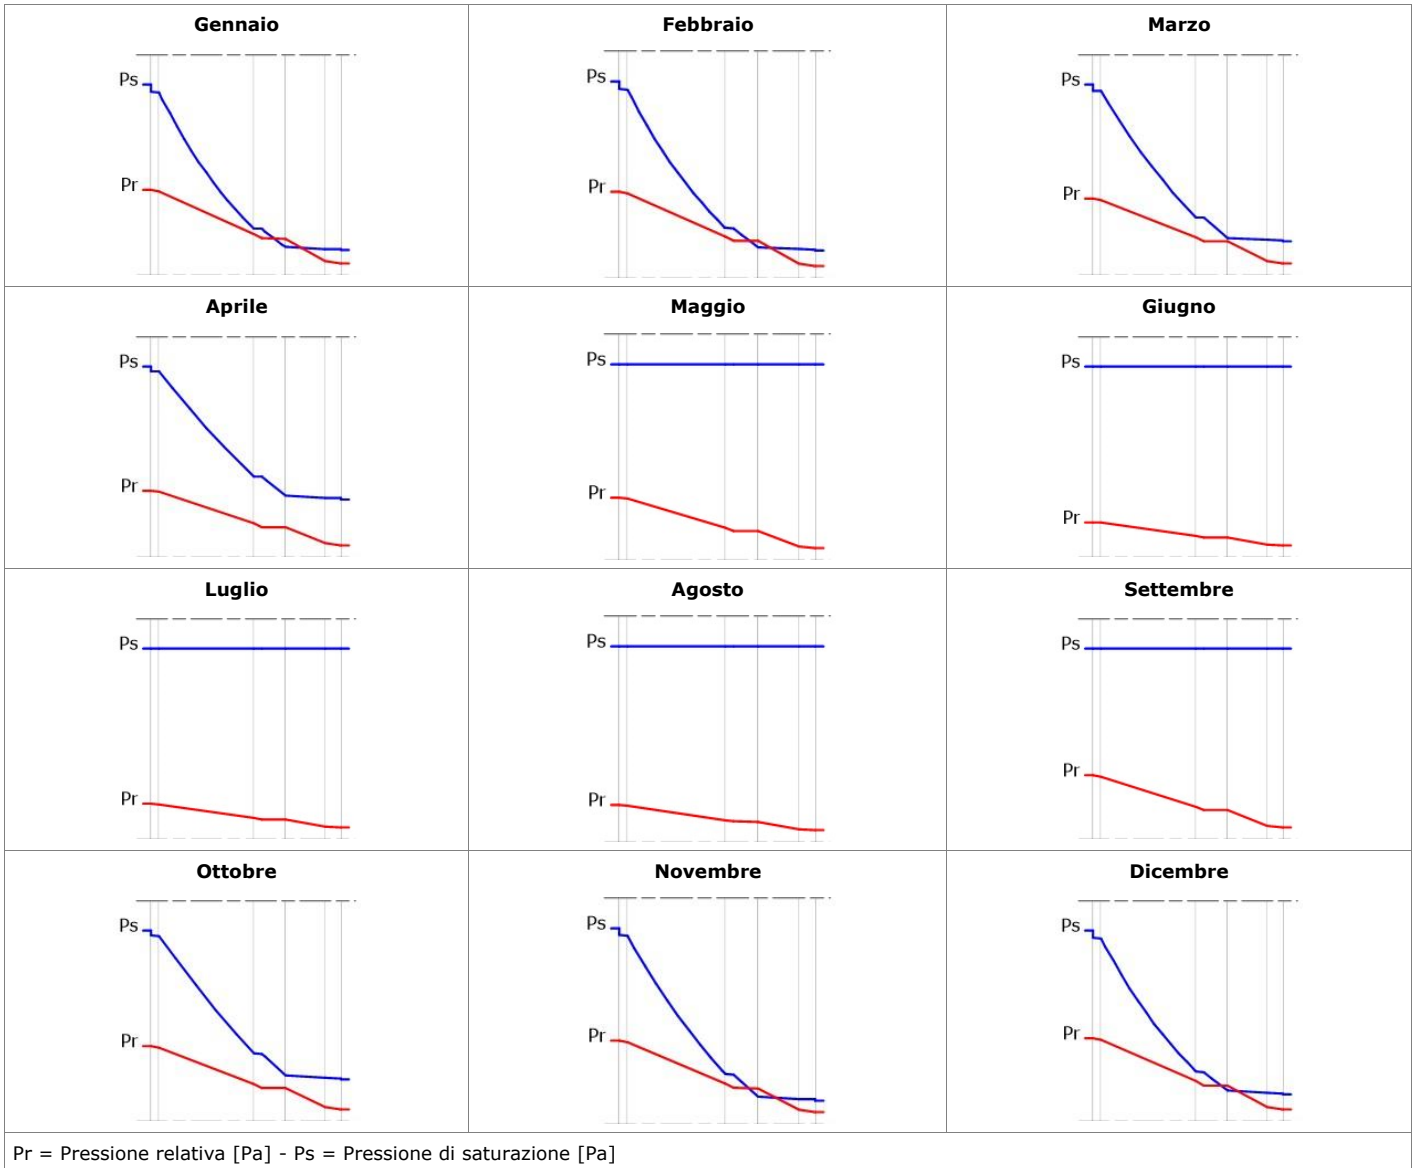 Gennaio
Febbraio
Marzo
Ps
Pr
Ps
Pr
Ps
Pr
Aprile
Maggio
Giugno
Ps
Pr
Ps
Pr
Ps
Pr
Luglio
Agosto
Settembre
Ps
Pr
Ps
Pr
Ps
Pr
Ottobre
Novembre
Dicembre
Ps
Pr
Ps
Pr
Ps
Pr
Pr = Pressione relativa [Pa] - Ps = Pressione di saturazione [Pa]